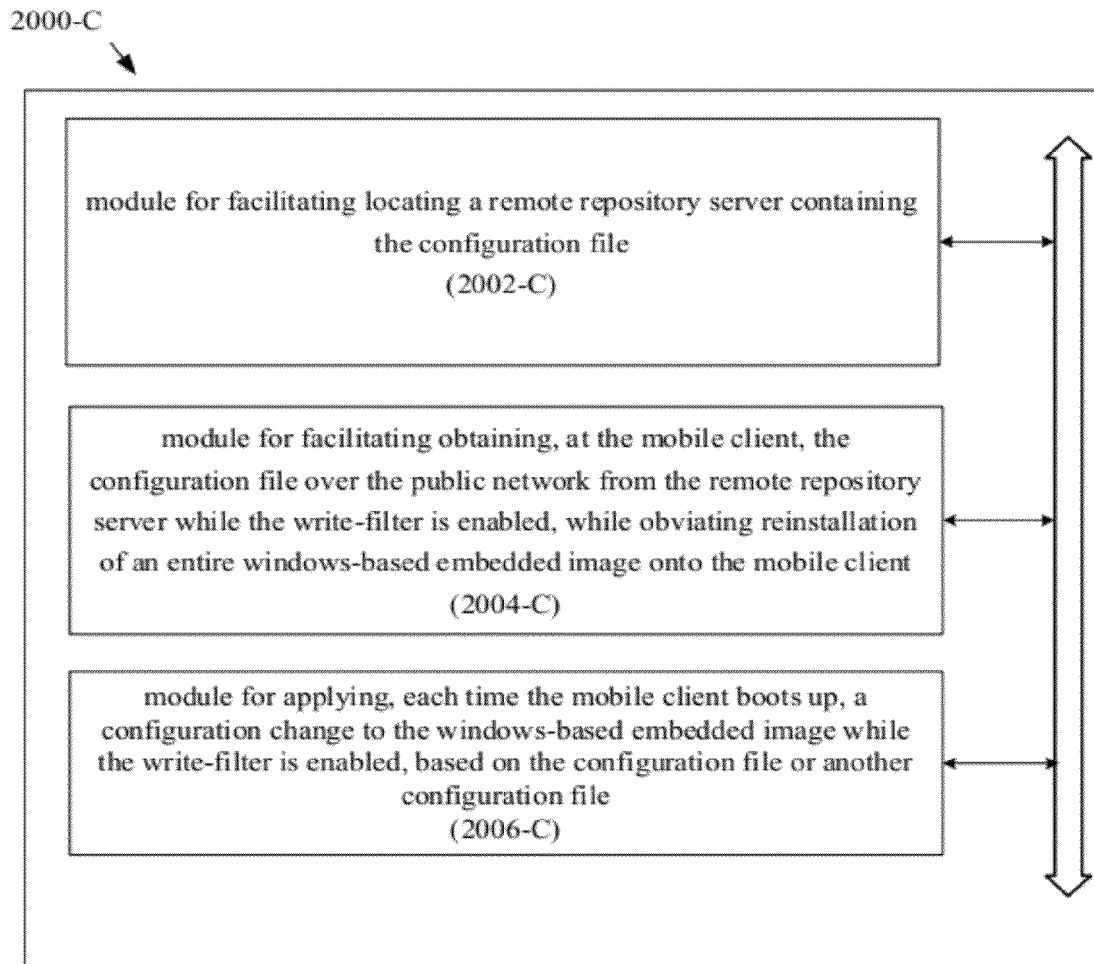 2000-C
module for facilitating locating a remote repository server containing
the configuration file
(2002-C)
module for facilitating obtaining, at the mobile client, the
configuration file over the public network from the remote repository
server while the write-filter is enabled, while obviating reinstallation
of an entire windows-based embedded image onto the mobile client
(2004-C)
module for applying, each time the mobile client boots up, a
configuration change to the windows-based embedded image while
the write-filter is enabled, based on the configuration file or another
configuration file
(2006-C)